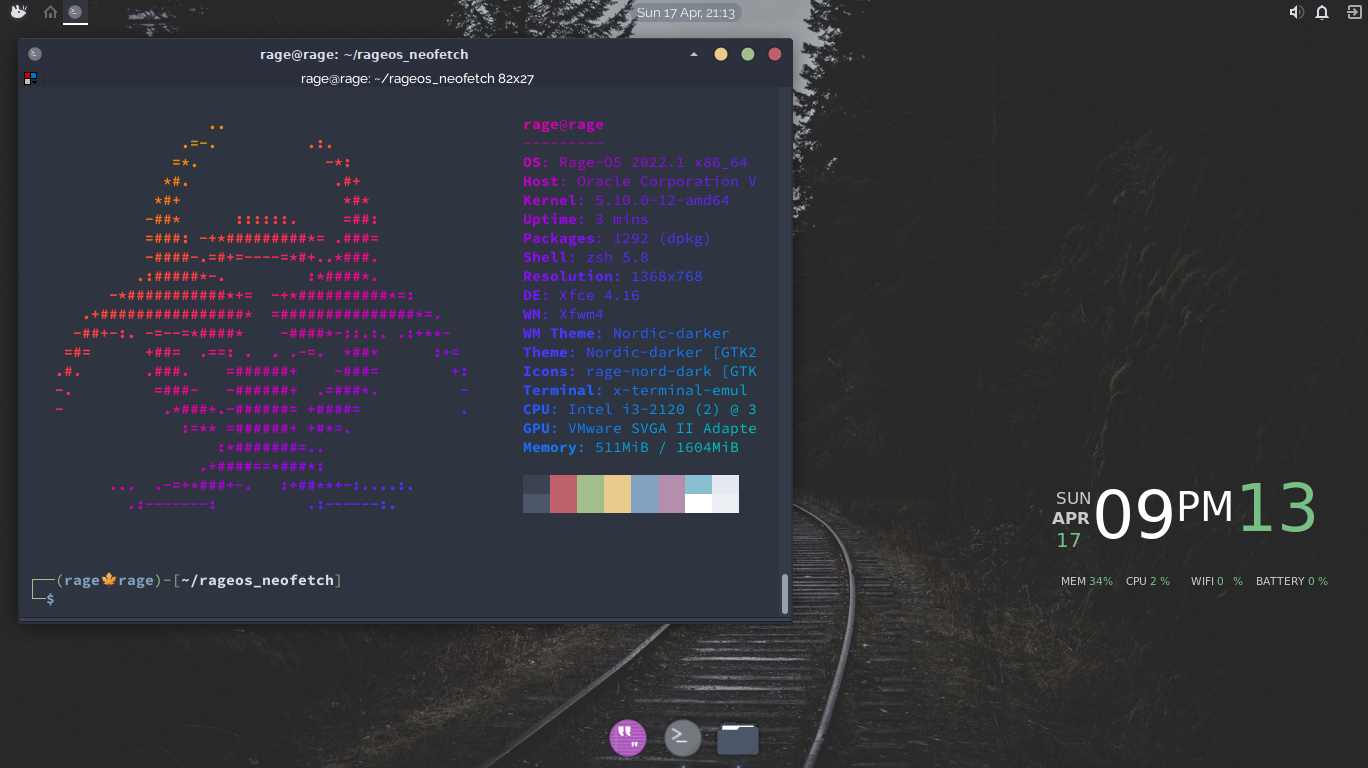 Sun 17 Apr, 21:13
rage@rage: ~/rageos_neofetch
rage@rage: ~/rageos_neofetch 82x27
rage@rage
---------
OS: Rage-OS 2022.1 x86_64
Host: Oracle Corporation V
Kernel: 5.10.0-12-amd64
Uptime: 3 mins
Packages: 1292 (dpkg)
Shell: zsh 5.8
Resolution: 1368x768
DE: Xfce 4.16
WM: Xfwm4
WM Theme: Nordic-darker
Theme: Nordic-darker [GTK2
Icons: rage-nord-dark [GTK
Terminal: x-terminal-emul
CPU: Intel i3-2120 (2) @ 3
GPU: VMware SVGA II Adapte
Memory: 511MiB / 1604MiB
┌──(rage🍁rage)-[~/rageos_neofetch]
└─$
SUN
APR
17
09PM13
MEM 34% CPU 2 % WIFI 0 % BATTERY 0 %